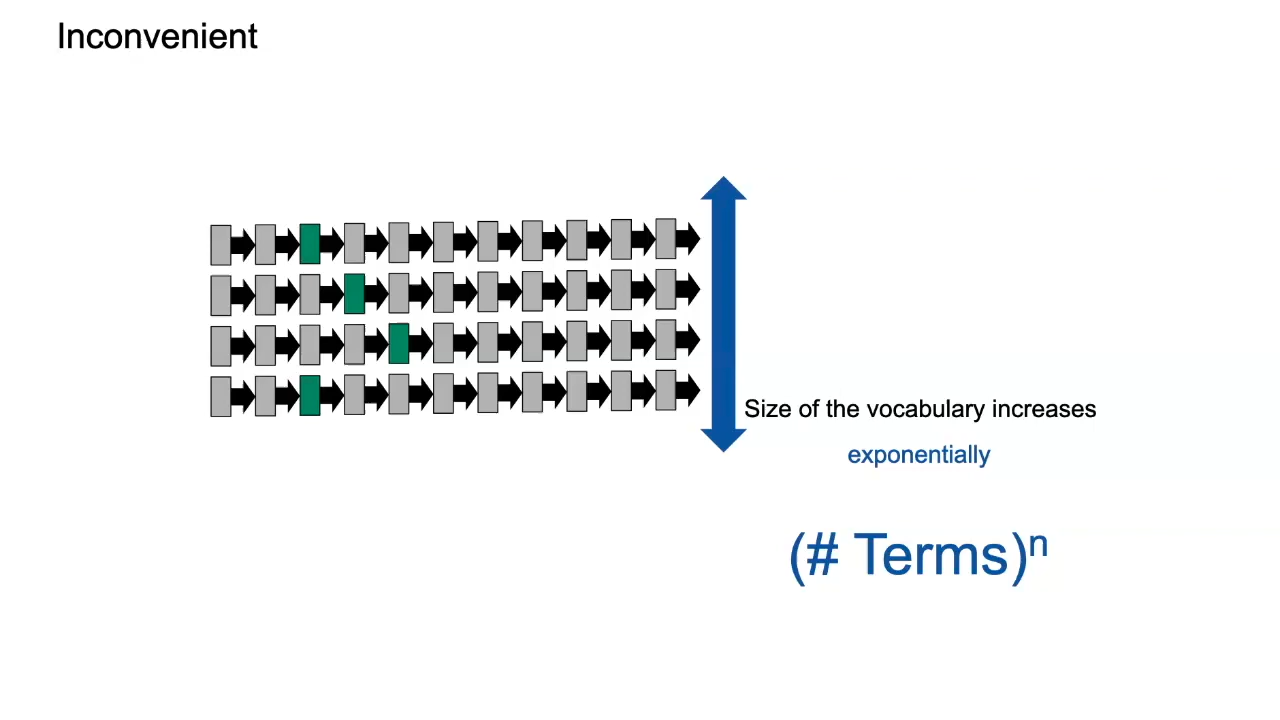 Inconvenient
Size of the vocabulary increases
exponentially
(# Terms)ⁿ